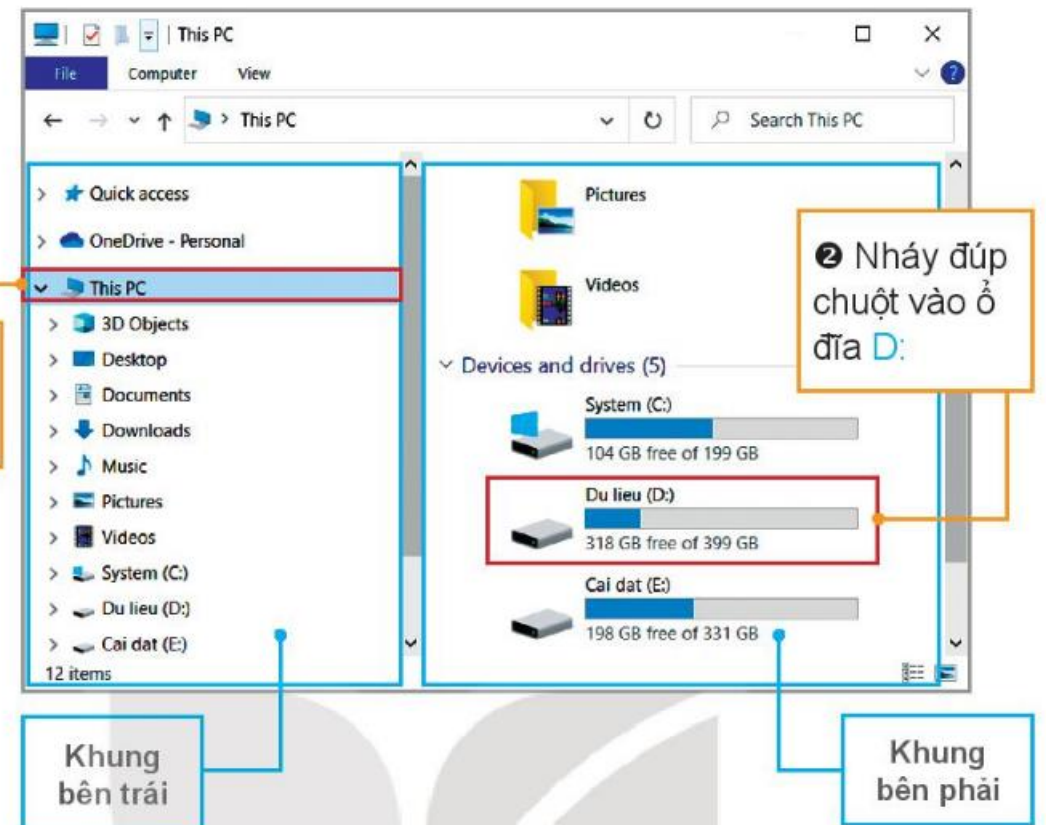 This PC
File Computer View
This PC
Search This PC
Quick access
OneDrive - Personal
This PC
3D Objects
Desktop
Documents
Downloads
Music
Pictures
Videos
System (C:)
Du lieu (D:)
Cai dat (E:)
12 items
Pictures
Videos
Devices and drives (5)
System (C:)
104 GB free of 199 GB
Du lieu (D:)
318 GB free of 399 GB
Cai dat (E:)
198 GB free of 331 GB
❷ Nháy đúp
chuột vào ổ
đĩa D:
Khung
bên trái
Khung
bên phải